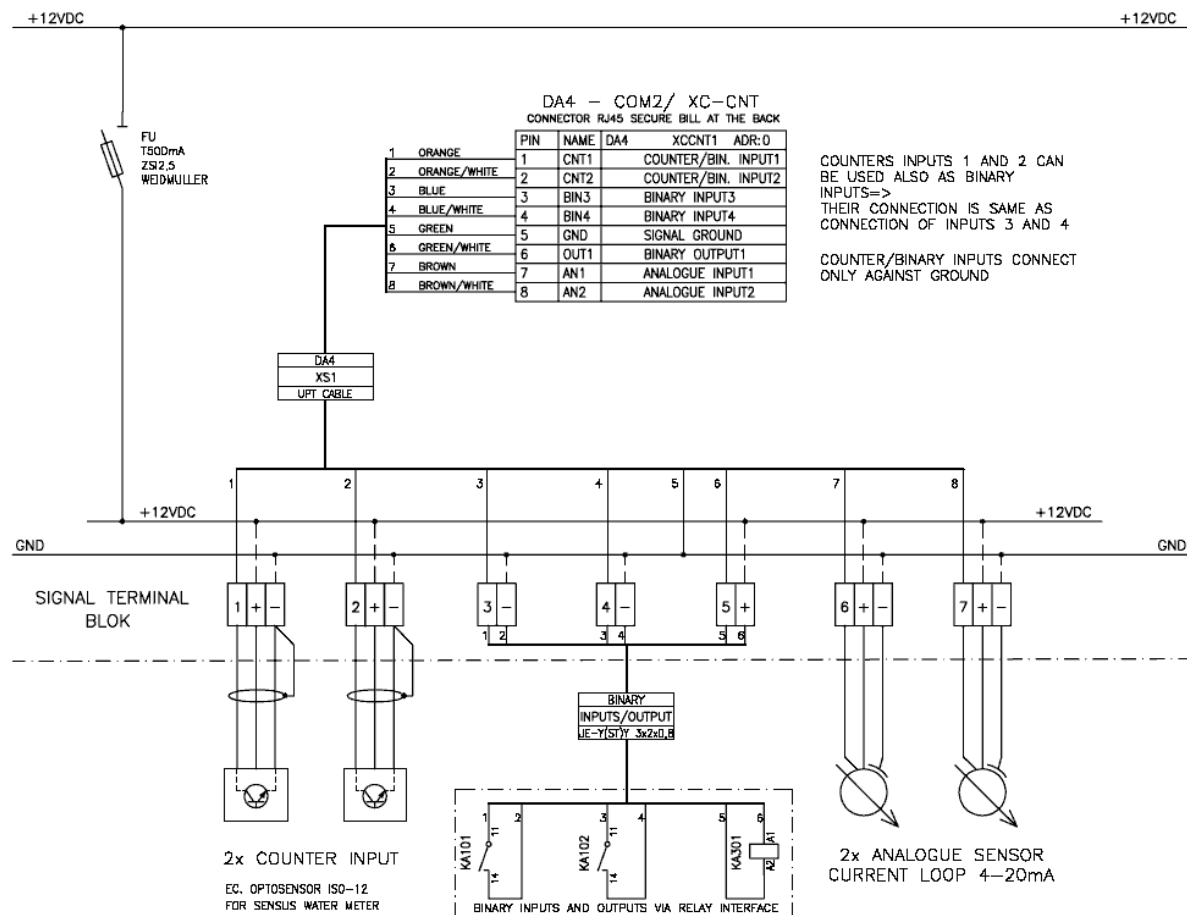 +12VDC +12VDC
FU
T500mA
ZSI2,5
WEIDMULLER
DA4 - COM2/ XC-CNT
CONNECTOR RJ45 SECURE BILL AT THE BACK
PIN NAME DA4 XCCNT1 ADR:0
1 ORANGE 1 CNT1 COUNTER/BIN. INPUT1
2 ORANGE/WHITE 2 CNT2 COUNTER/BIN. INPUT2
3 BLUE 3 BIN3 BINARY INPUT3
4 BLUE/WHITE 4 BIN4 BINARY INPUT4
5 GREEN 5 GND SIGNAL GROUND
6 GREEN/WHITE 6 OUT1 BINARY OUTPUT1
7 BROWN 7 AN1 ANALOGUE INPUT1
8 BROWN/WHITE 8 AN2 ANALOGUE INPUT2
COUNTERS INPUTS 1 AND 2 CAN
BE USED ALSO AS BINARY
INPUTS=>
THEIR CONNECTION IS SAME AS
CONNECTION OF INPUTS 3 AND 4
COUNTER/BINARY INPUTS CONNECT
ONLY AGAINST GROUND
DA4
XS1
UPT CABLE
1 2 3 4 5 6 7 8
+12VDC +12VDC
GND GND
SIGNAL TERMINAL
BLOK
1 + - 2 + - 3 - 4 - 5 + 6 + - 7 + -
1 2 3 4 5 6
BINARY
INPUTS/OUTPUT
JE-Y(ST)Y 3x2x0,8
1 2 3 4 5 6
KA101 11 14 KA102 11 14 KA301 A1 A2
BINARY INPUTS AND OUTPUTS VIA RELAY INTERFACE
2x COUNTER INPUT
EC. OPTOSENSOR ISO-12
FOR SENSUS WATER METER
2x ANALOGUE SENSOR
CURRENT LOOP 4-20mA